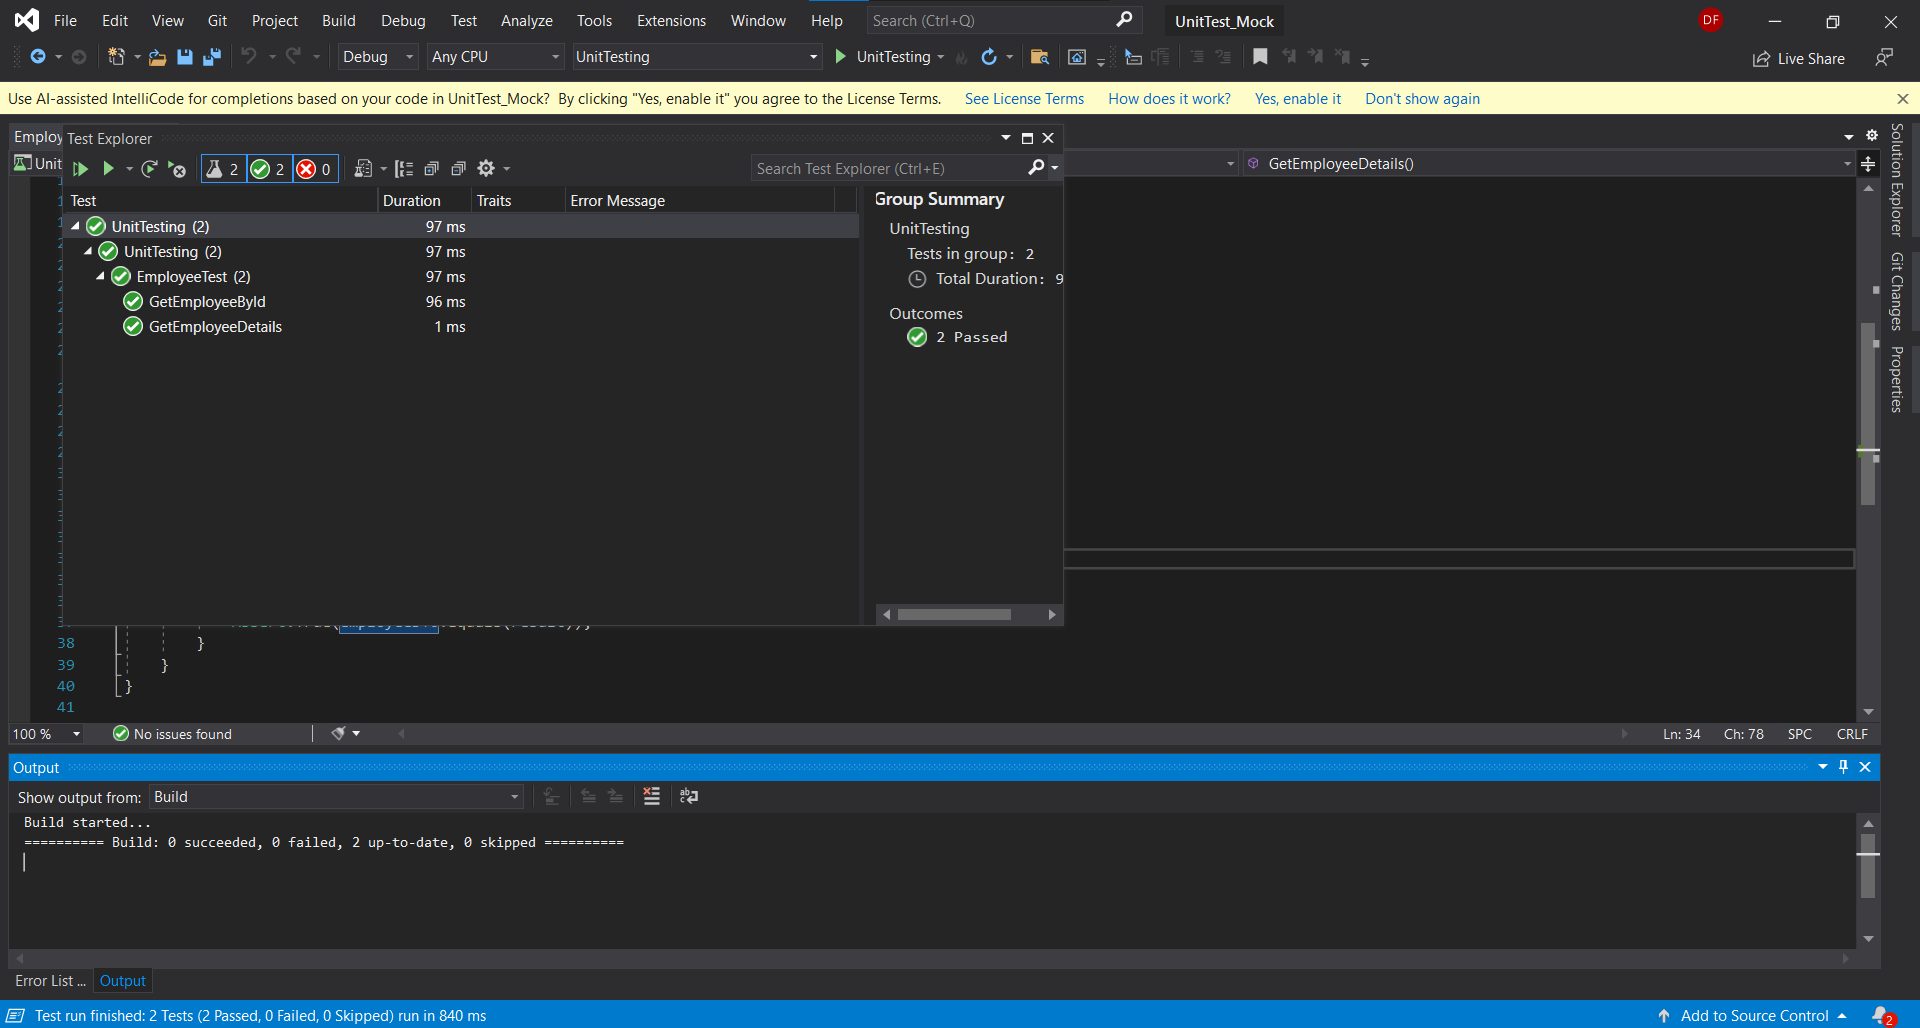 File Edit View Git Project Build Debug Test Analyze Tools Extensions Window Help Search (Ctrl+Q) UnitTest_Mock DF
Debug Any CPU UnitTesting UnitTesting Live Share
Use AI-assisted IntelliCode for completions based on your code in UnitTest_Mock? By clicking "Yes, enable it" you agree to the License Terms. See License Terms How does it work? Yes, enable it Don't show again
Employ
Test Explorer
Unit
2 2 0
Search Test Explorer (Ctrl+E)
GetEmployeeDetails()
Test Duration Traits Error Message
UnitTesting (2) 97 ms
UnitTesting (2) 97 ms
EmployeeTest (2) 97 ms
GetEmployeeById 96 ms
GetEmployeeDetails 1 ms
Group Summary
UnitTesting
Tests in group: 2
Total Duration: 9
Outcomes
2 Passed
Solution Explorer
Git Changes
Properties
38 }
39 }
40 }
41
100 % No issues found Ln: 34 Ch: 78 SPC CRLF
Output
Show output from: Build
Build started...
========== Build: 0 succeeded, 0 failed, 2 up-to-date, 0 skipped ==========
Error List ... Output
Test run finished: 2 Tests (2 Passed, 0 Failed, 0 Skipped) run in 840 ms Add to Source Control 2